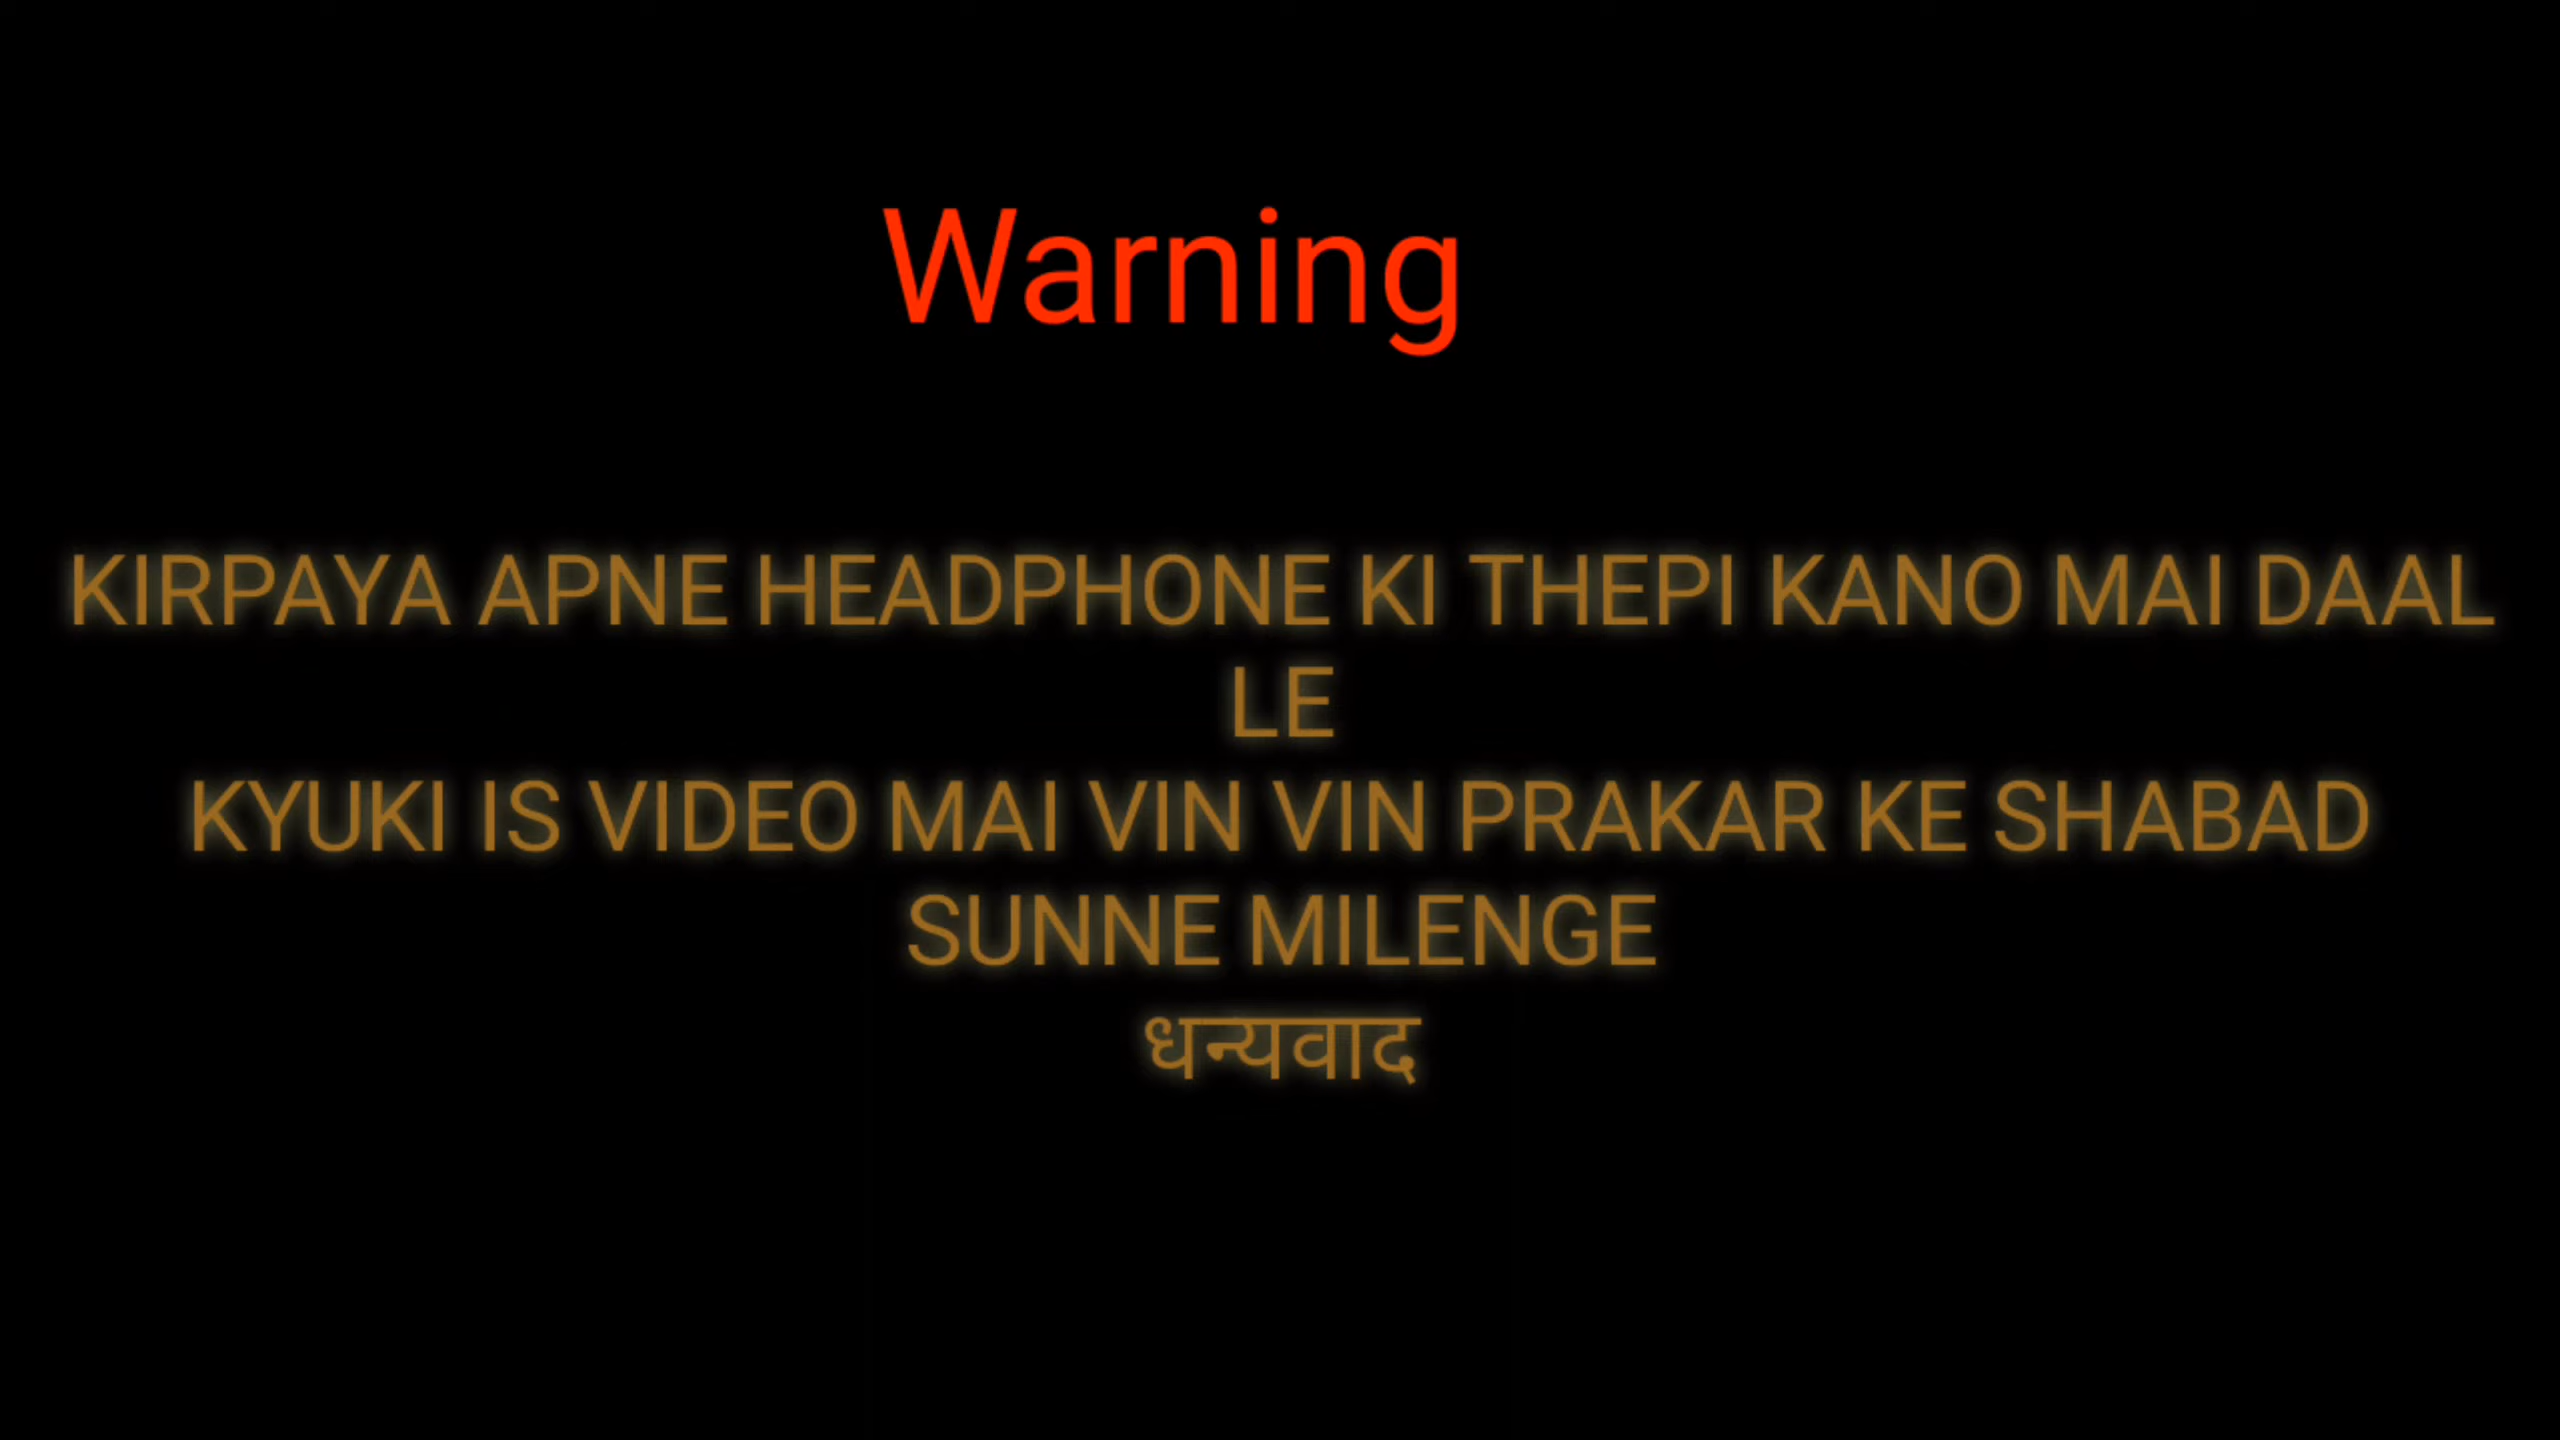 Warning
KIRPAYA APNE HEADPHONE KI THEPI KANO MAI DAAL
LE
KYUKI IS VIDEO MAI VIN VIN PRAKAR KE SHABAD
SUNNE MILENGE
धन्यवाद